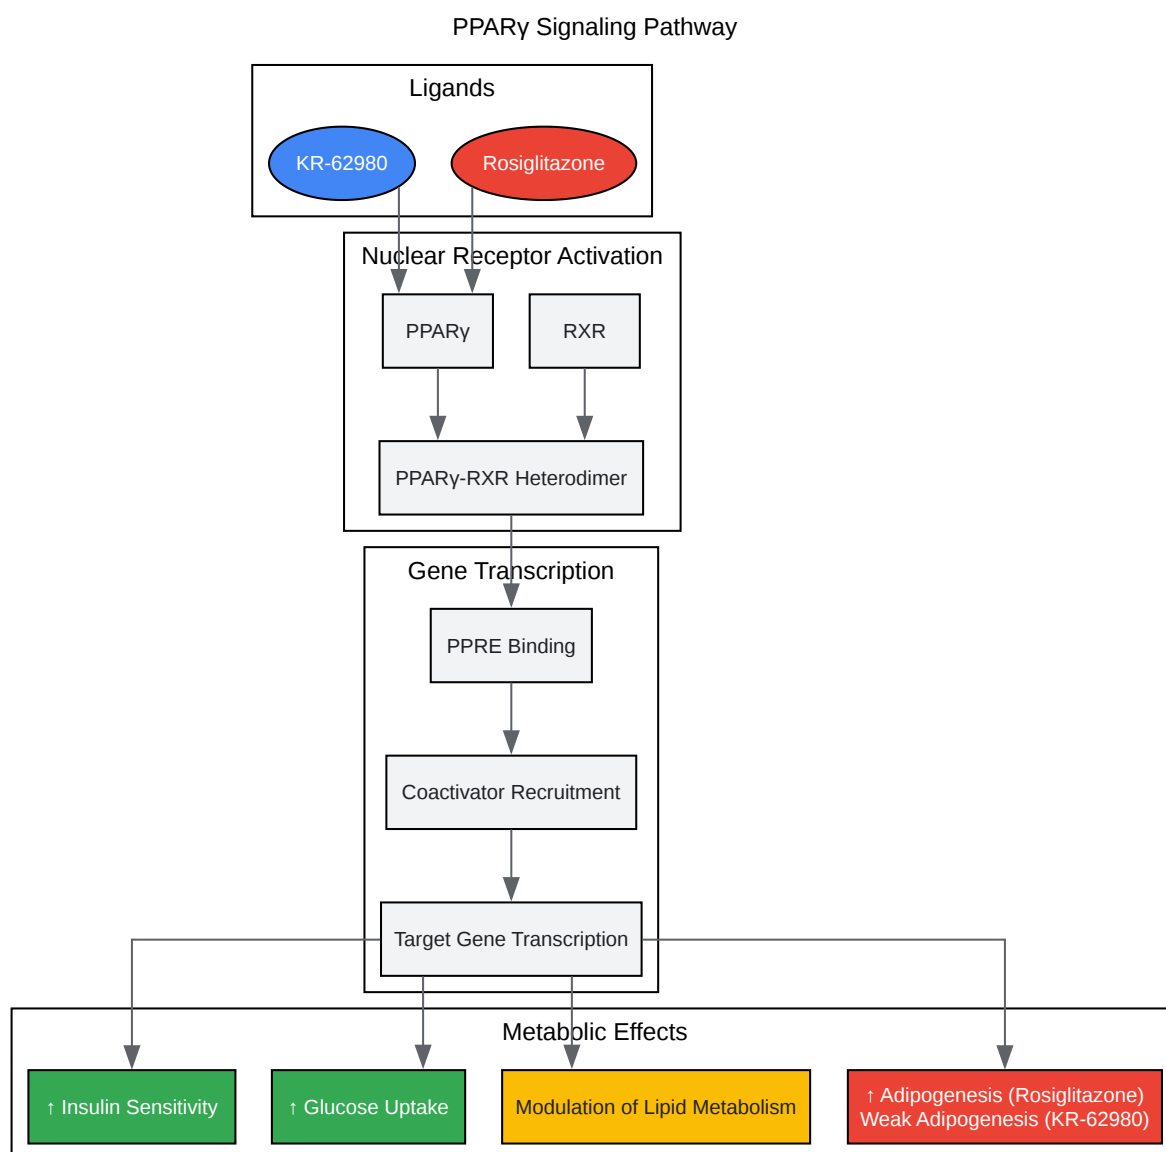 PPARγ Signaling Pathway
Ligands
KR-62980
Rosiglitazone
Nuclear Receptor Activation
PPARγ
RXR
PPARγ-RXR Heterodimer
Gene Transcription
PPRE Binding
Coactivator Recruitment
Target Gene Transcription
Metabolic Effects
↑ Insulin Sensitivity
↑ Glucose Uptake
Modulation of Lipid Metabolism
↑ Adipogenesis (Rosiglitazone)
Weak Adipogenesis (KR-62980)